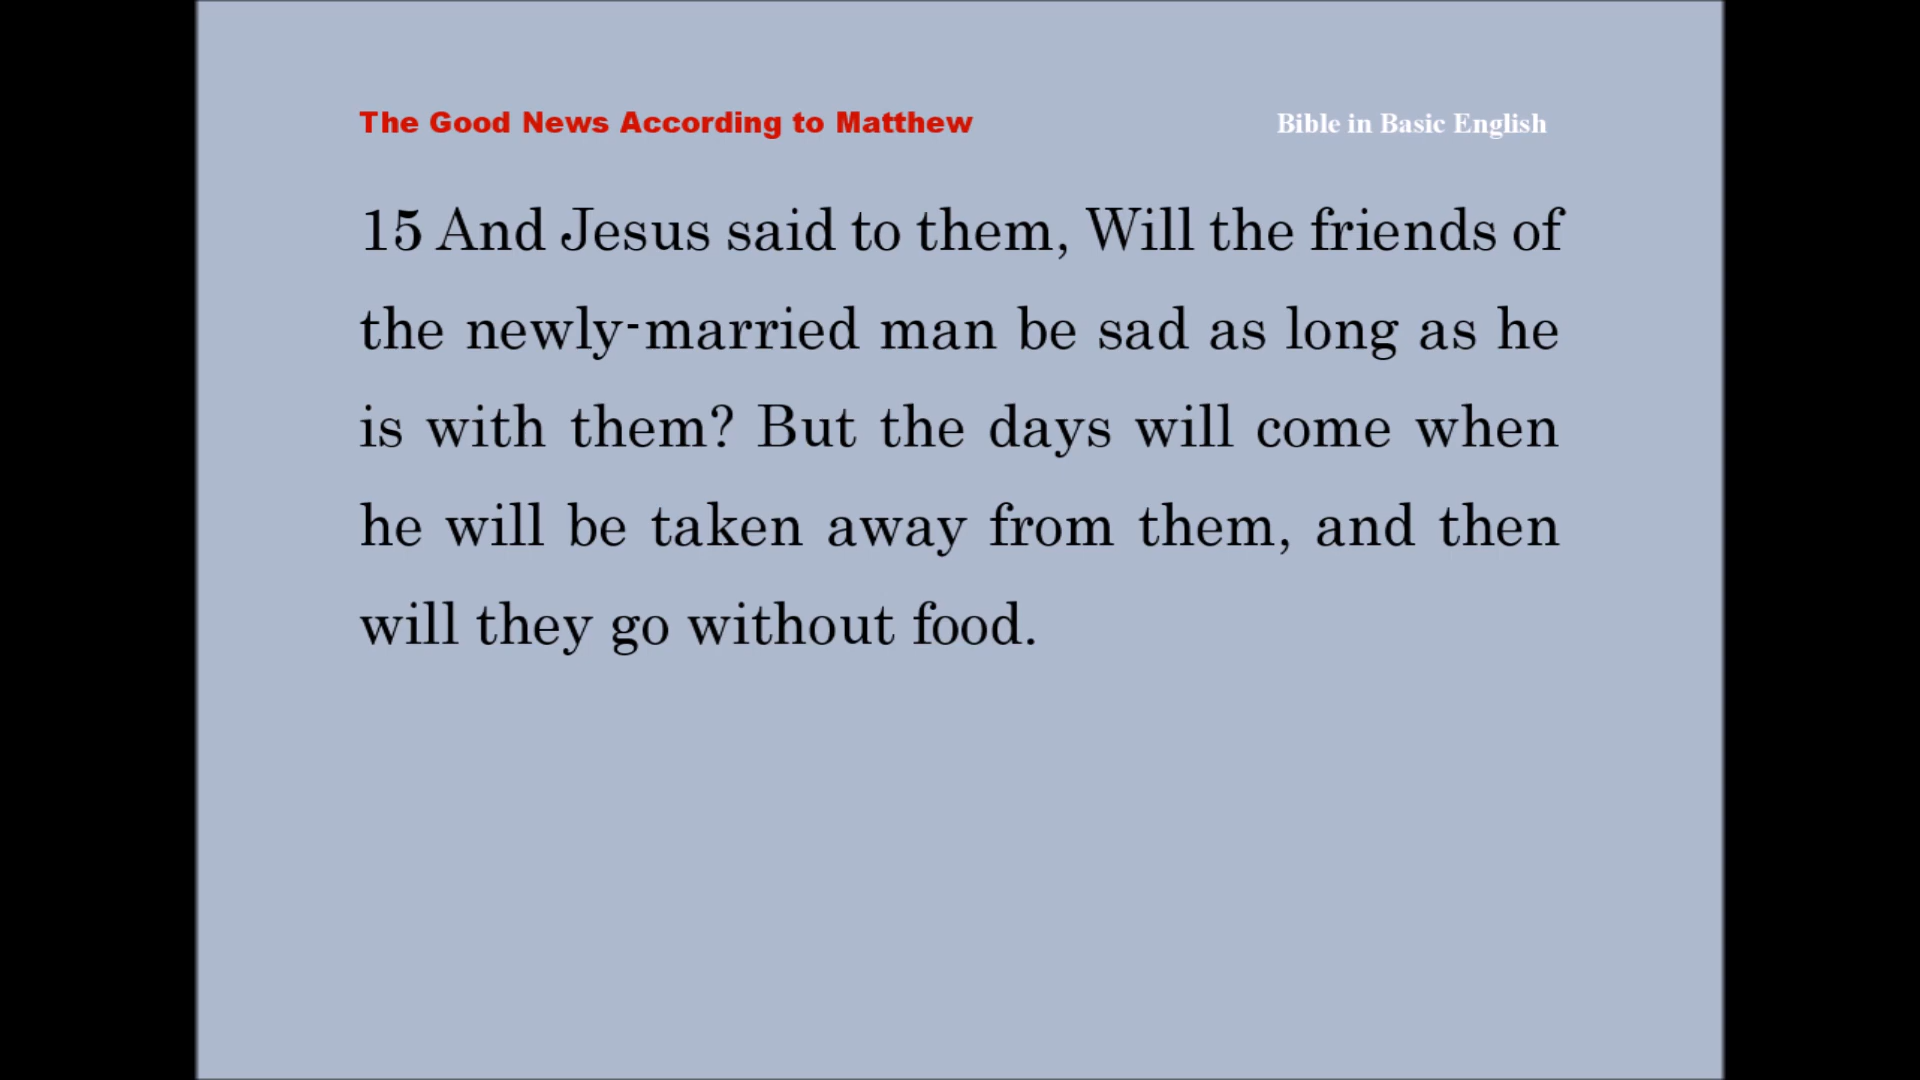 The Good News According to Matthew Bible in Basic English
15 And Jesus said to them, Will the friends of
the newly-married man be sad as long as he
is with them? But the days will come when
he will be taken away from them, and then
will they go without food.